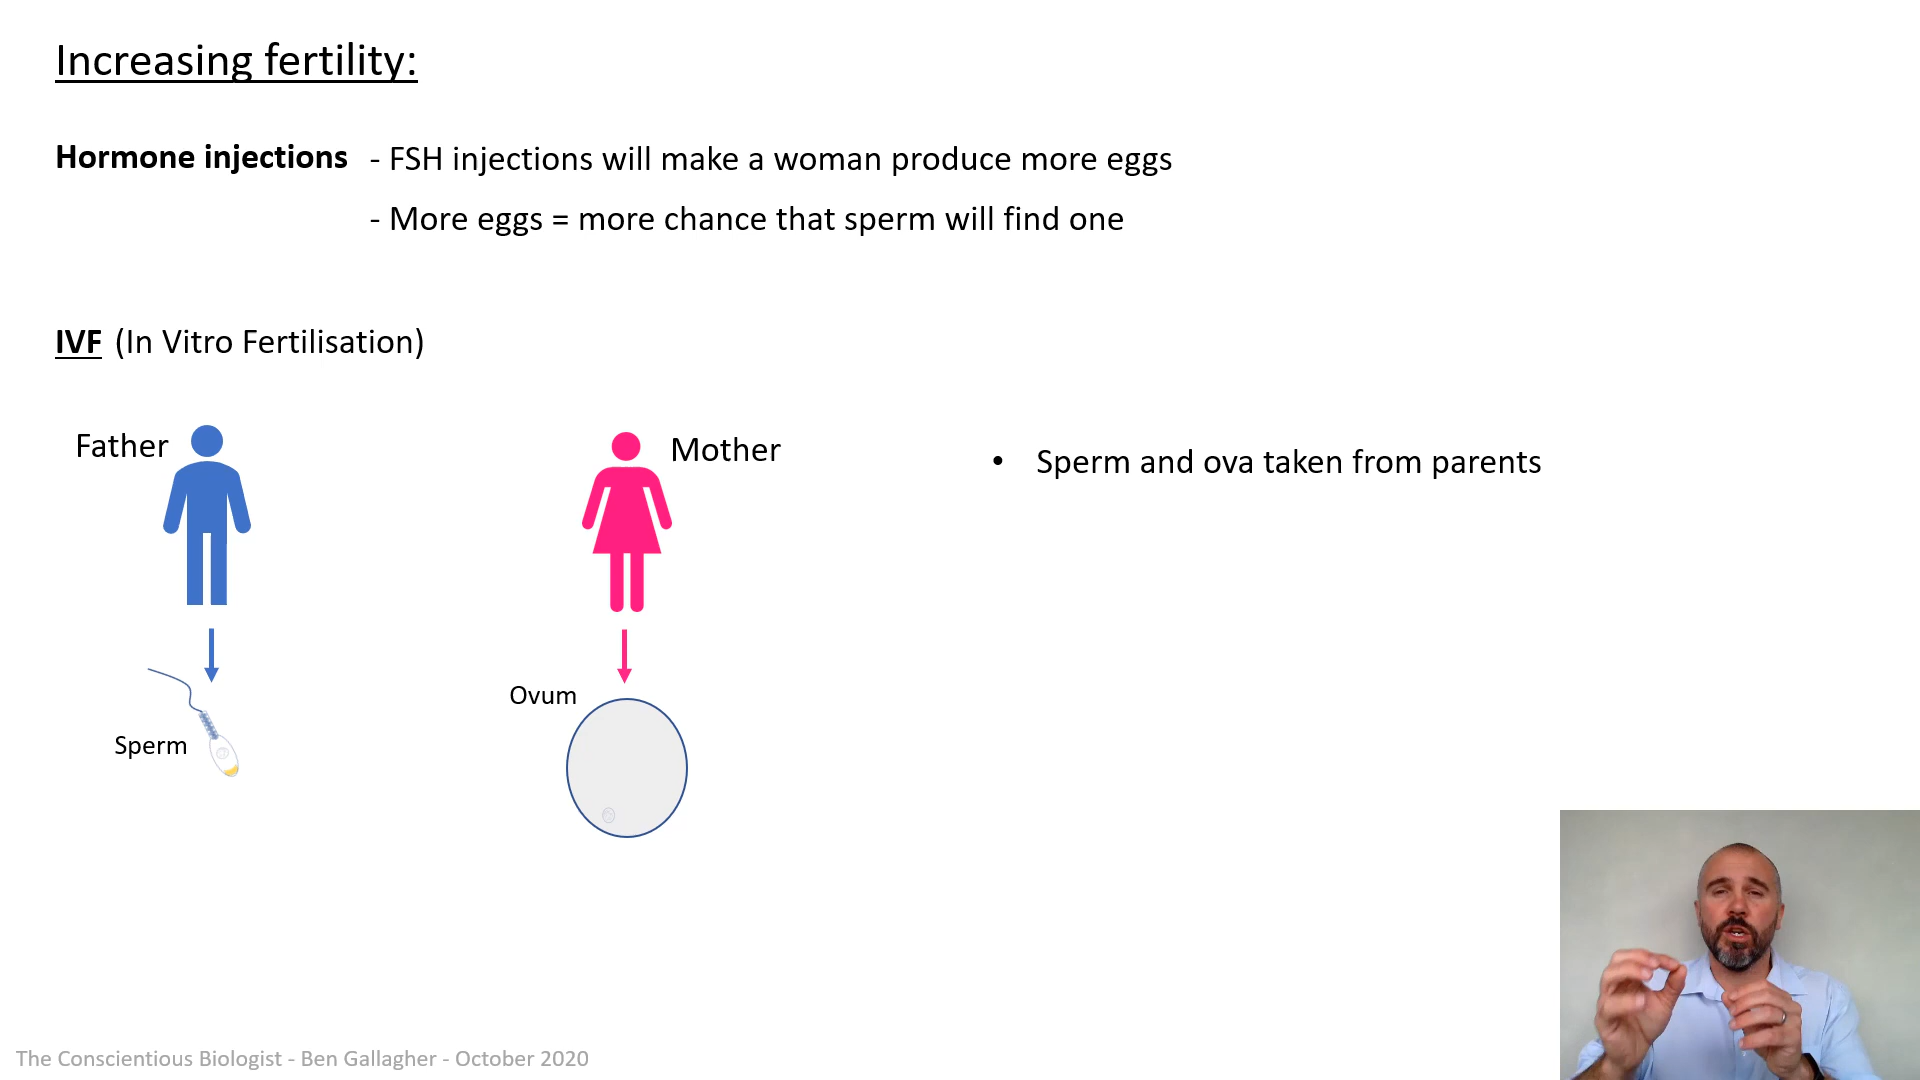 Increasing fertility:
Hormone injections - FSH injections will make a woman produce more eggs
- More eggs = more chance that sperm will find one
IVF (In Vitro Fertilisation)
Father
Mother
• Sperm and ova taken from parents
Ovum
Sperm
The Conscientious Biologist - Ben Gallagher - October 2020